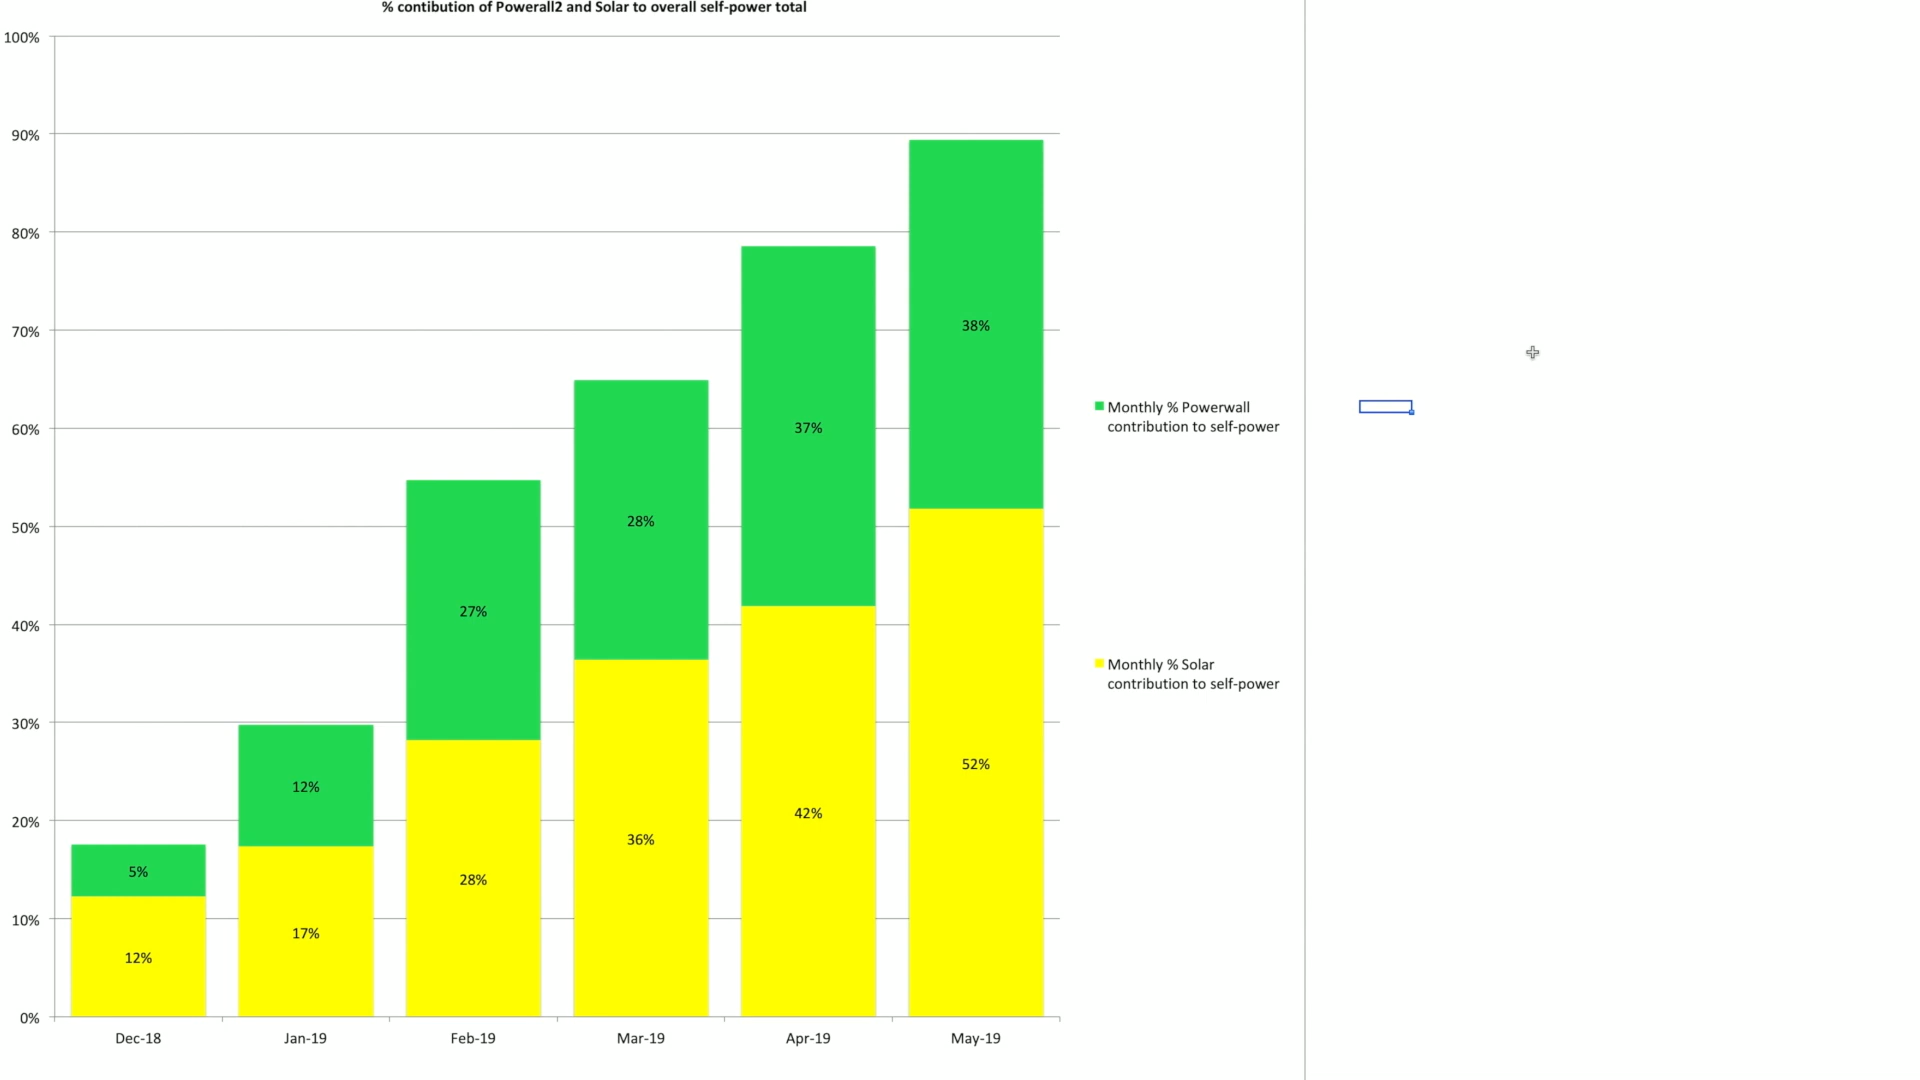 % contibution of Powerall2 and Solar to overall self-power total
100%
90%
80%
70%
60%
50%
40%
30%
20%
10%
0%
5%
12%
12%
17%
27%
28%
28%
36%
37%
42%
38%
52%
Dec-18
Jan-19
Feb-19
Mar-19
Apr-19
May-19
Monthly % Powerwall
contribution to self-power
Monthly % Solar
contribution to self-power